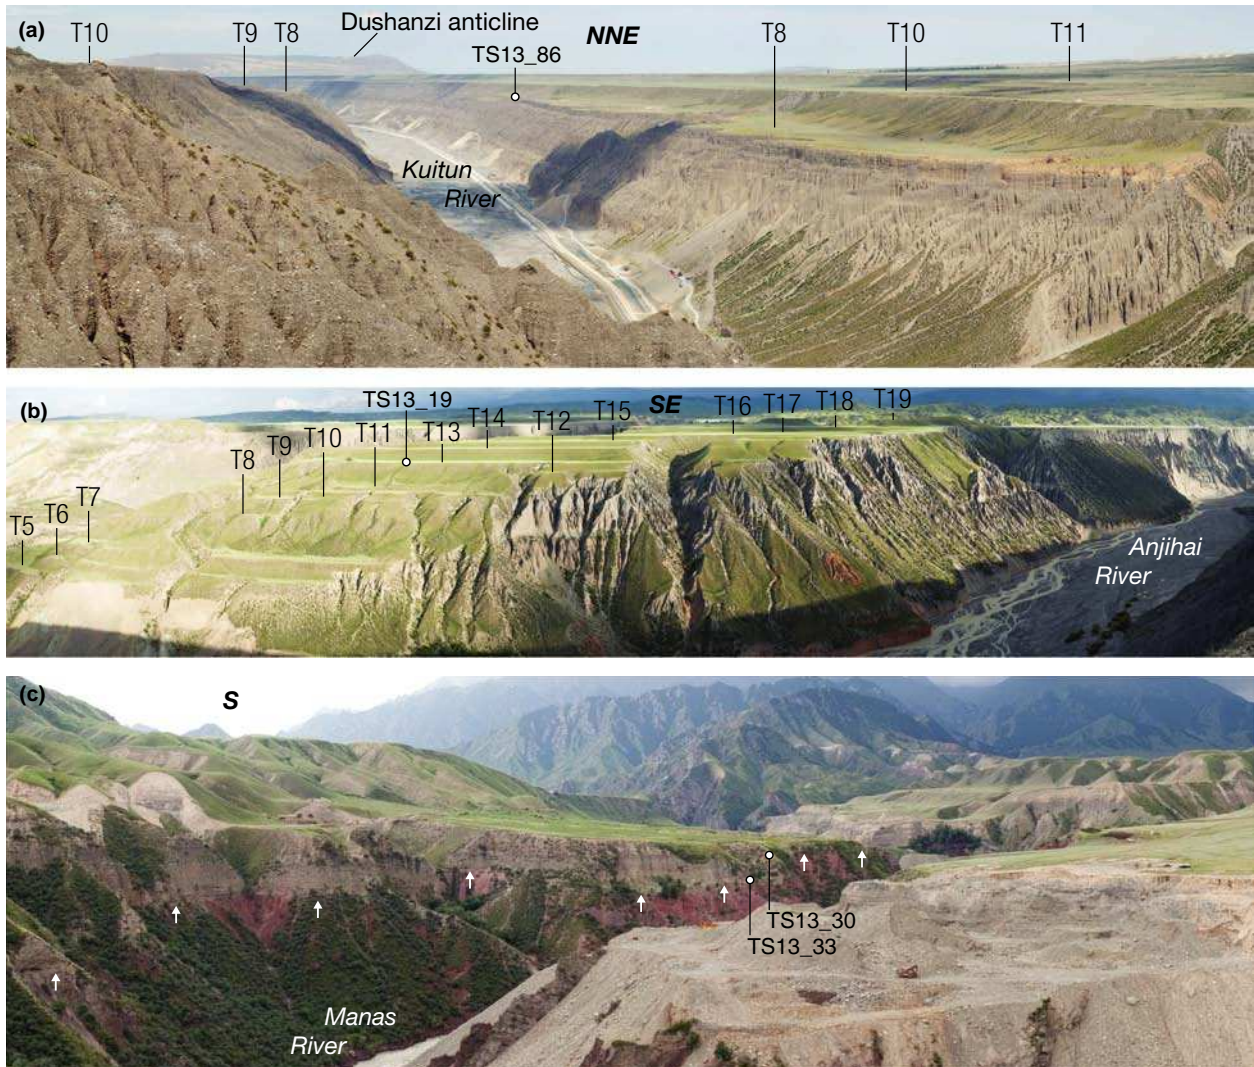 (a)
T10
T9
T8
Dushanzi anticline
TS13_86
NNE
T8
T10
T11
Kuitun
River
(b)
T5
T6
T7
T8
T9
T10
T11
TS13_19
T13
T14
T12
T15
SE
T16
T17
T18
T19
Anjihai
River
(c)
S
TS13_30
TS13_33
Manas
River